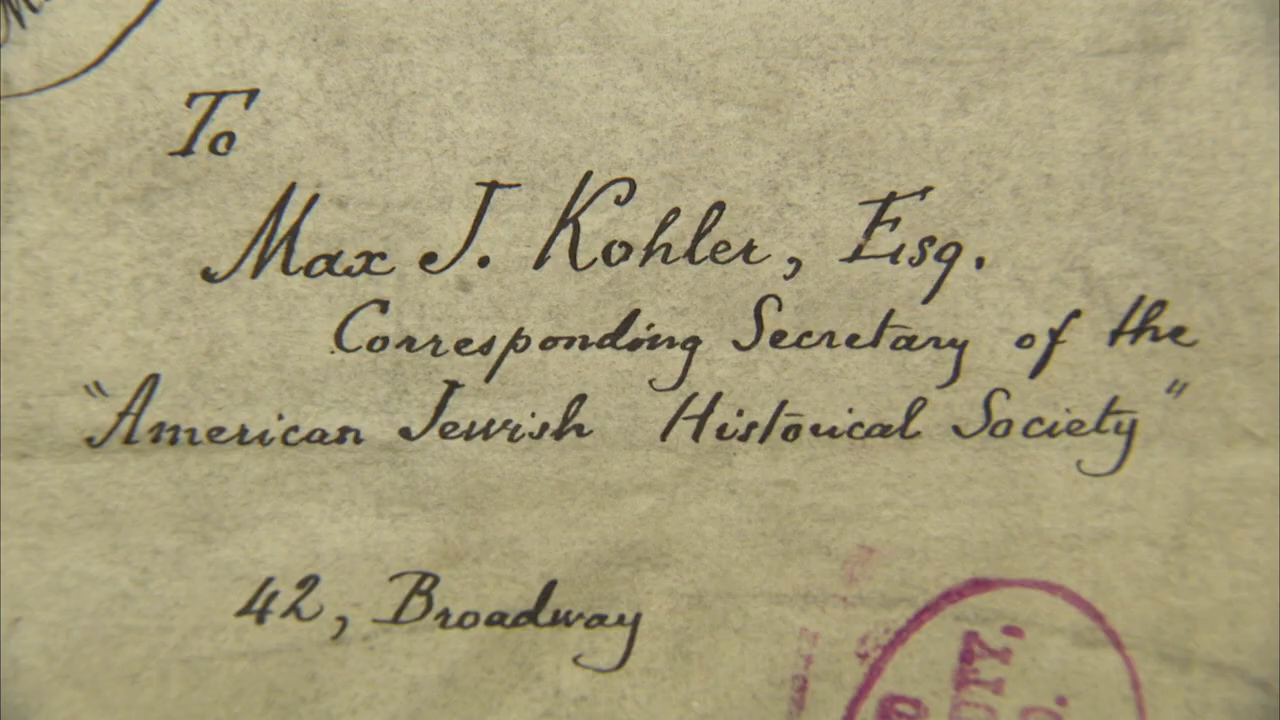 To
Max J. Kohler, Esq.
Corresponding Secretary of the
"American Jewish Historical Society"
42, Broadway